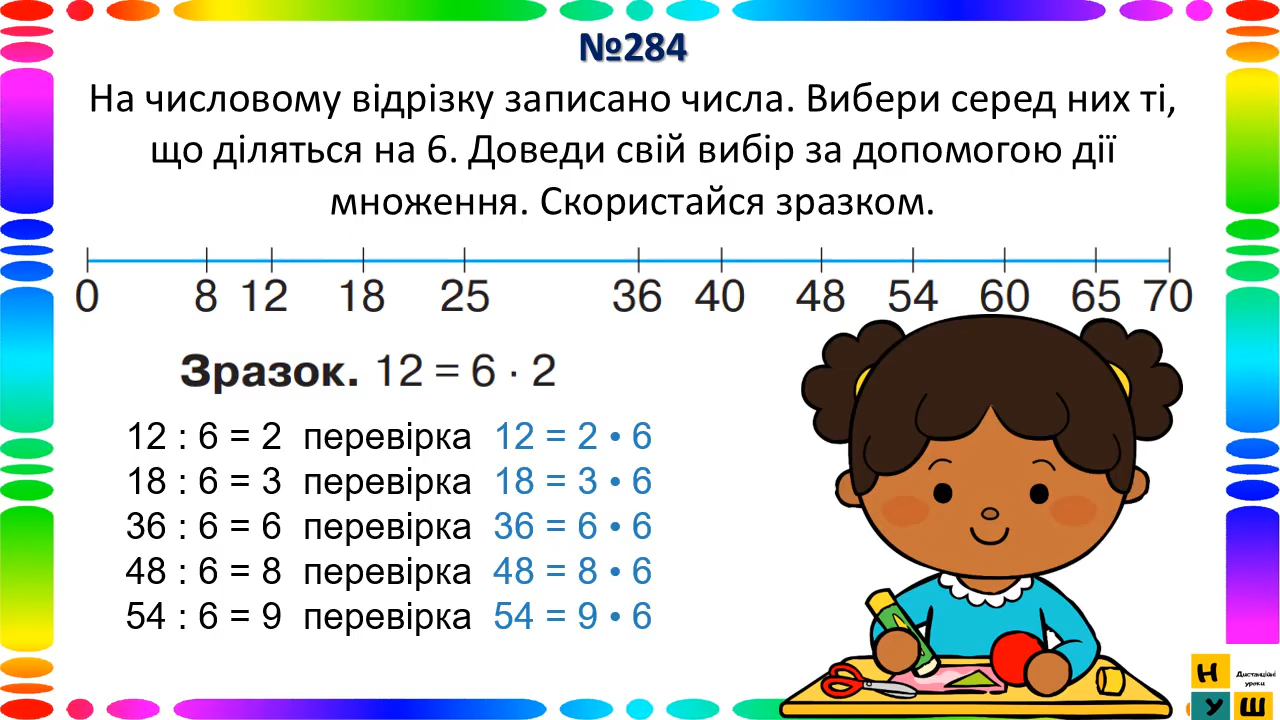 №284
На числовому відрізку записано числа. Вибери серед них ті,
що діляться на 6. Доведи свій вибір за допомогою дії
множення. Скористайся зразком.
0 8 12 18 25 36 40 48 54 60 65 70
Зразок. 12 = 6 · 2
12 : 6 = 2 перевірка 12 = 2 • 6
18 : 6 = 3 перевірка 18 = 3 • 6
36 : 6 = 6 перевірка 36 = 6 • 6
48 : 6 = 8 перевірка 48 = 8 • 6
54 : 6 = 9 перевірка 54 = 9 • 6
Н
Дистанційні
уроки
У Ш